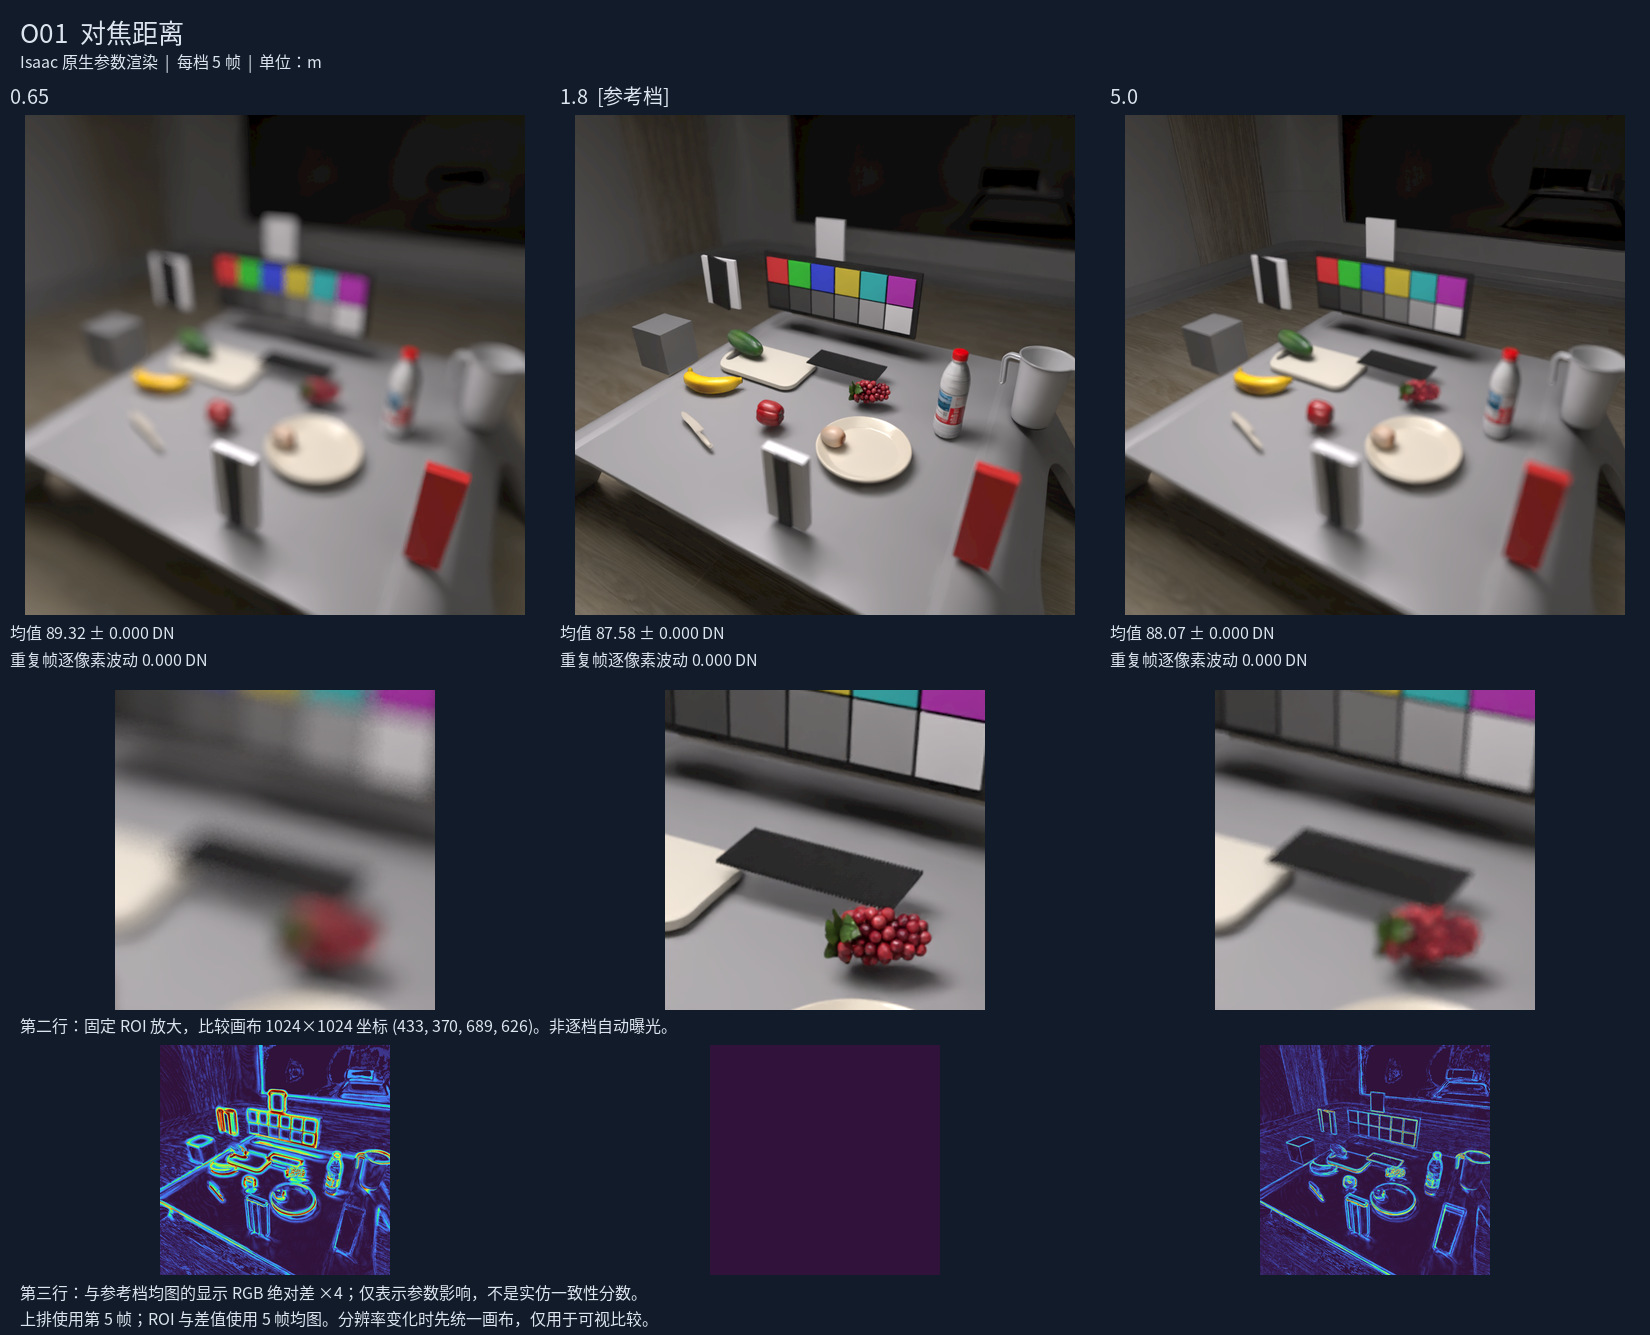 O01 对焦距离
Isaac 原生参数渲染 | 每档 5 帧 | 单位：m
0.65
1.8 [参考档]
5.0
均值 89.32 ± 0.000 DN
重复帧逐像素波动 0.000 DN
均值 87.58 ± 0.000 DN
重复帧逐像素波动 0.000 DN
均值 88.07 ± 0.000 DN
重复帧逐像素波动 0.000 DN
第二行：固定 ROI 放大，比较画布 1024×1024 坐标 (433, 370, 689, 626)。非逐档自动曝光。
第三行：与参考档均图的显示 RGB 绝对差 ×4；仅表示参数影响，不是实仿一致性分数。
上排使用第 5 帧；ROI 与差值使用 5 帧均图。分辨率变化时先统一画布，仅用于可视比较。